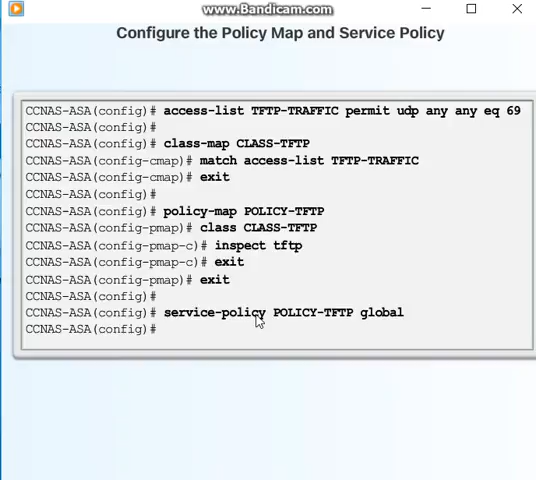 www.Bandicam.com
Configure the Policy Map and Service Policy
CCNAS-ASA(config)# access-list TFTP-TRAFFIC permit udp any any eq 69
CCNAS-ASA(config)#
CCNAS-ASA(config)# class-map CLASS-TFTP
CCNAS-ASA(config-cmap)# match access-list TFTP-TRAFFIC
CCNAS-ASA(config-cmap)# exit
CCNAS-ASA(config)#
CCNAS-ASA(config)# policy-map POLICY-TFTP
CCNAS-ASA(config-pmap)# class CLASS-TFTP
CCNAS-ASA(config-pmap-c)# inspect tftp
CCNAS-ASA(config-pmap-c)# exit
CCNAS-ASA(config-pmap)# exit
CCNAS-ASA(config)#
CCNAS-ASA(config)# service-policy POLICY-TFTP global
CCNAS-ASA(config)#